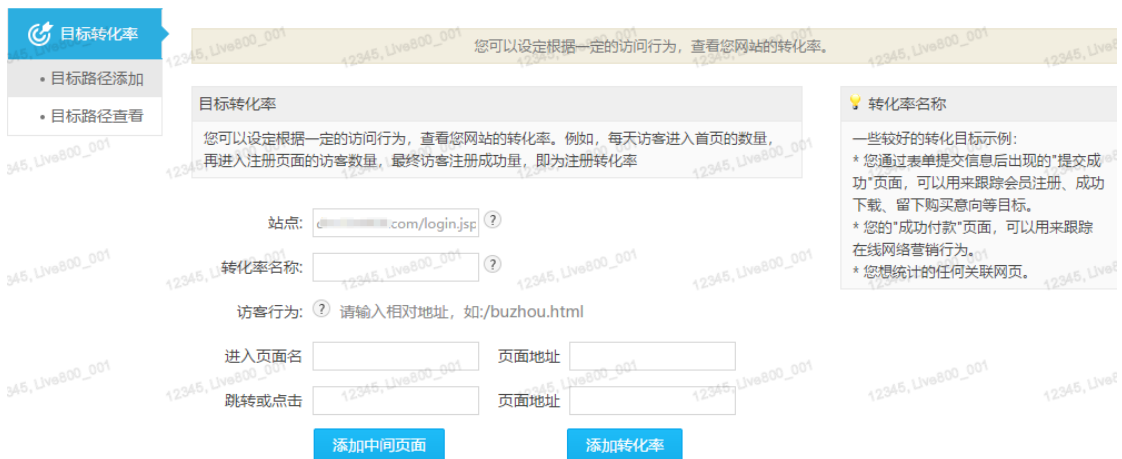 目标转化率
• 目标路径添加
• 目标路径查看
您可以设定根据一定的访问行为，查看您网站的转化率。
目标转化率
您可以设定根据一定的访问行为，查看您网站的转化率。例如，每天访客进入首页的数量，
再进入注册页面的访客数量，最终访客注册成功量，即为注册转化率
站点: .com/login.jsp ?
转化率名称: ?
访客行为: ? 请输入相对地址，如:/buzhou.html
进入页面名 页面地址
跳转或点击 页面地址
添加中间页面 添加转化率
转化率名称
一些较好的转化目标示例：
* 您通过表单提交信息后出现的"提交成
功"页面，可以用来跟踪会员注册、成功
下载、留下购买意向等目标。
* 您的"成功付款"页面，可以用来跟踪
在线网络营销行为。
* 您想统计的任何关联网页。
12345, Live800_001